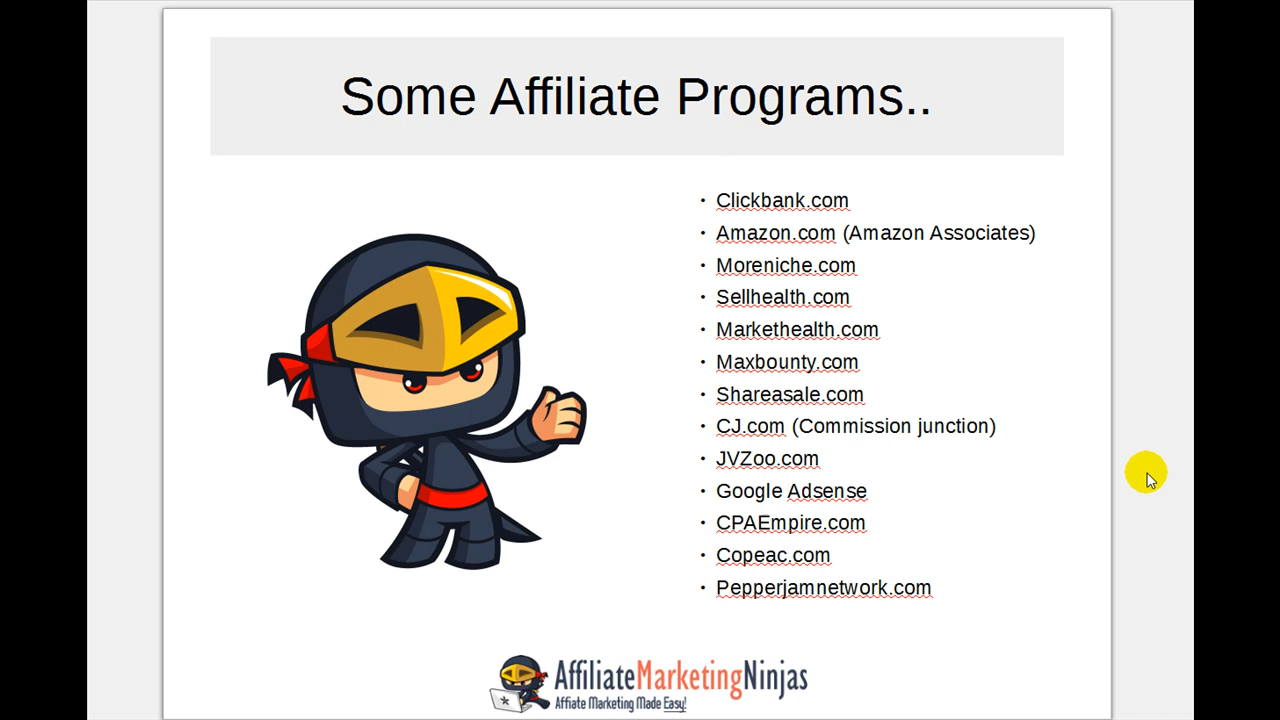 Some Affiliate Programs..
Clickbank.com
Amazon.com (Amazon Associates)
Moreniche.com
Sellhealth.com
Markethealth.com
Maxbounty.com
Shareasale.com
CJ.com (Commission junction)
JVZoo.com
Google Adsense
CPAEmpire.com
Copeac.com
Pepperjamnetwork.com
AffiliateMarketingNinjas
Affiate Marketing Made Easy!